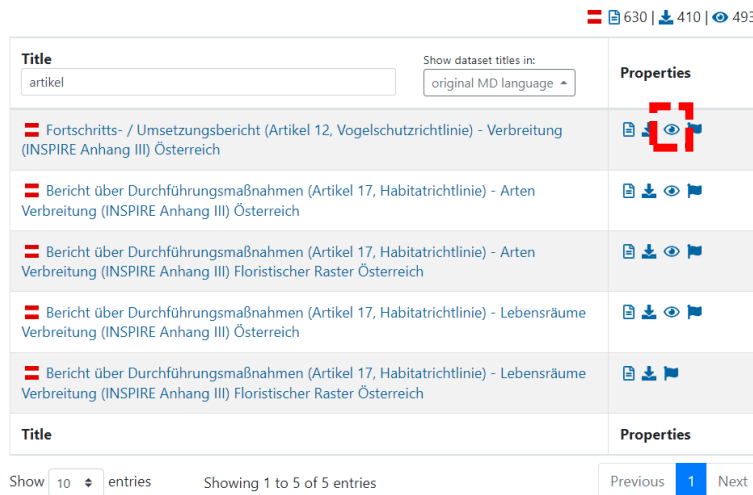 630 | 410 | 493
Title
Show dataset titles in:
artikel
original MD language
Properties
Fortschritts- / Umsetzungsbericht (Artikel 12, Vogelschutzrichtlinie) - Verbreitung
(INSPIRE Anhang III) Österreich
Bericht über Durchführungsmaßnahmen (Artikel 17, Habitatrichtlinie) - Arten
Verbreitung (INSPIRE Anhang III) Österreich
Bericht über Durchführungsmaßnahmen (Artikel 17, Habitatrichtlinie) - Arten
Verbreitung (INSPIRE Anhang III) Floristischer Raster Österreich
Bericht über Durchführungsmaßnahmen (Artikel 17, Habitatrichtlinie) - Lebensräume
Verbreitung (INSPIRE Anhang III) Österreich
Bericht über Durchführungsmaßnahmen (Artikel 17, Habitatrichtlinie) - Lebensräume
Verbreitung (INSPIRE Anhang III) Floristischer Raster Österreich
Title Properties
Show 10 entries Showing 1 to 5 of 5 entries Previous 1 Next